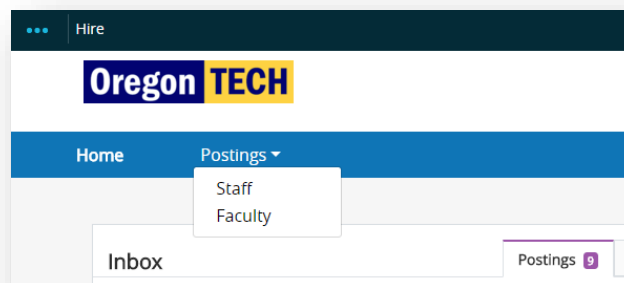 ••• Hire
Oregon TECH
Home Postings
Staff
Faculty
Inbox Postings 9